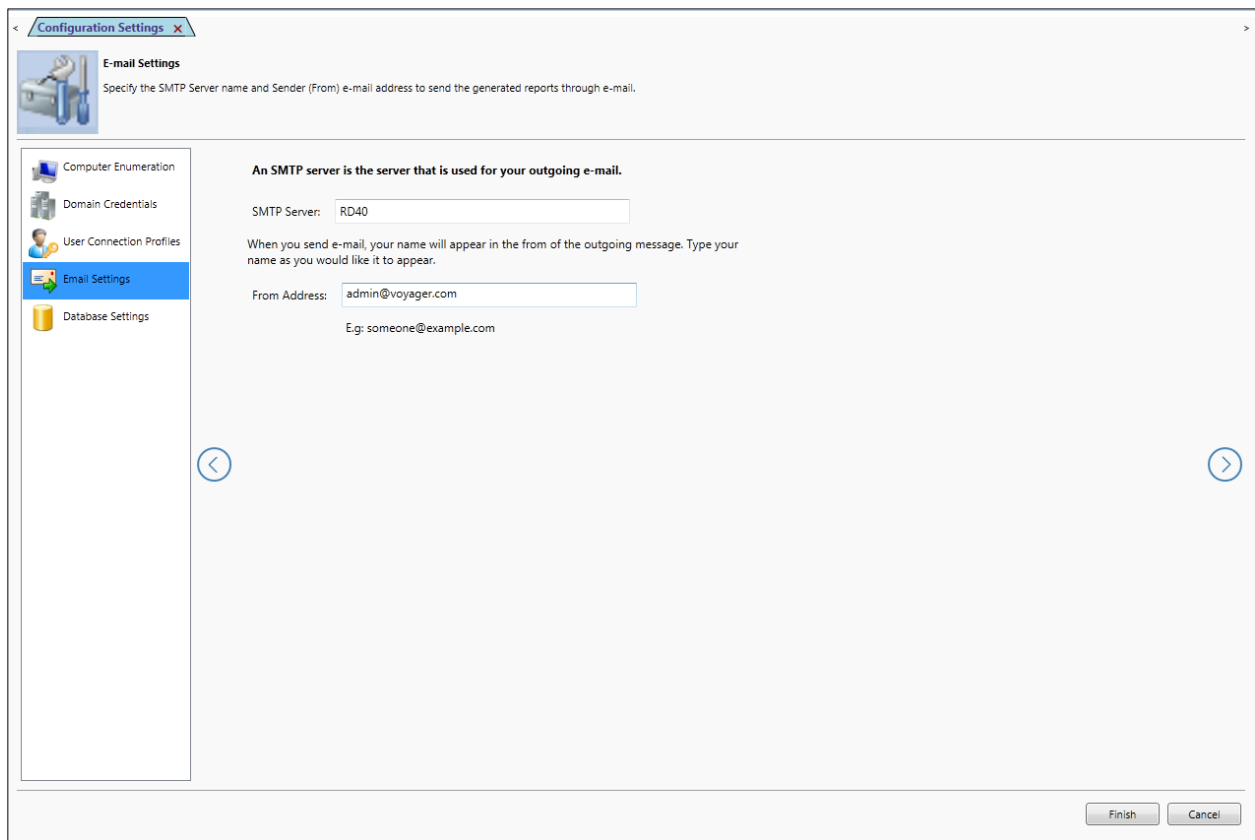 Configuration Settings
E-mail Settings
Specify the SMTP Server name and Sender (From) e-mail address to send the generated reports through e-mail.
Computer Enumeration
Domain Credentials
User Connection Profiles
Email Settings
Database Settings
An SMTP server is the server that is used for your outgoing e-mail.
SMTP Server: RD40
When you send e-mail, your name will appear in the from of the outgoing message. Type your
name as you would like it to appear.
From Address: admin@voyager.com
E.g: someone@example.com
Finish Cancel